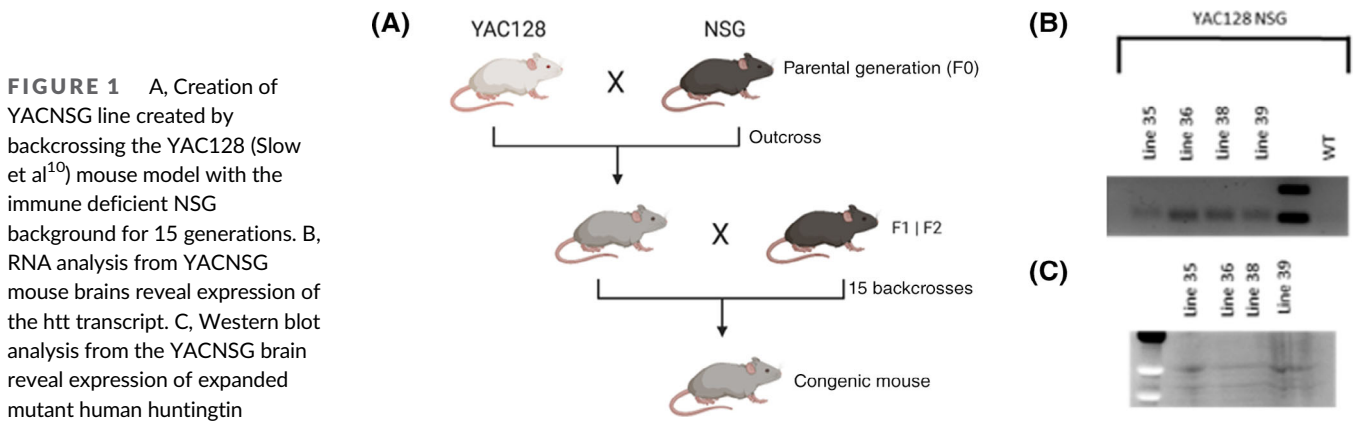 FIGURE 1 A, Creation of
YACNSG line created by
backcrossing the YAC128 (Slow
et al10) mouse model with the
immune deficient NSG
background for 15 generations. B,
RNA analysis from YACNSG
mouse brains reveal expression of
the htt transcript. C, Western blot
analysis from the YACNSG brain
reveal expression of expanded
mutant human huntingtin
(A)
YAC128
NSG
X
Parental generation (F0)
Outcross
X
F1 | F2
15 backcrosses
Congenic mouse
(B)
YAC128 NSG
Line 35
Line 36
Line 38
Line 39
WT
(C)
Line 35
Line 36
Line 38
Line 39